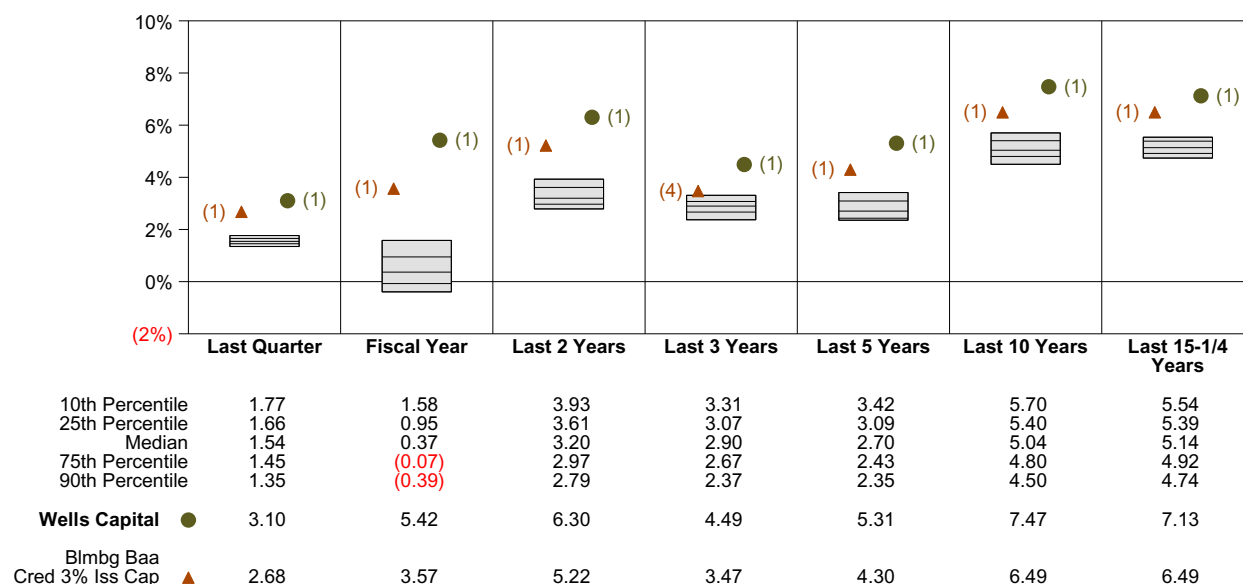 10%
8%
6%
4%
2%
0%
(2%)
(1) (1)
(1) (1)
(1) (1)
(4) (1)
(1) (1)
(1) (1)
(1) (1)
Last Quarter Fiscal Year Last 2 Years Last 3 Years Last 5 Years Last 10 Years Last 15-1/4
Years
10th Percentile 1.77 1.58 3.93 3.31 3.42 5.70 5.54
25th Percentile 1.66 0.95 3.61 3.07 3.09 5.40 5.39
Median 1.54 0.37 3.20 2.90 2.70 5.04 5.14
75th Percentile 1.45 (0.07) 2.97 2.67 2.43 4.80 4.92
90th Percentile 1.35 (0.39) 2.79 2.37 2.35 4.50 4.74
Wells Capital 3.10 5.42 6.30 4.49 5.31 7.47 7.13
Blmbg Baa
Cred 3% Iss Cap 2.68 3.57 5.22 3.47 4.30 6.49 6.49